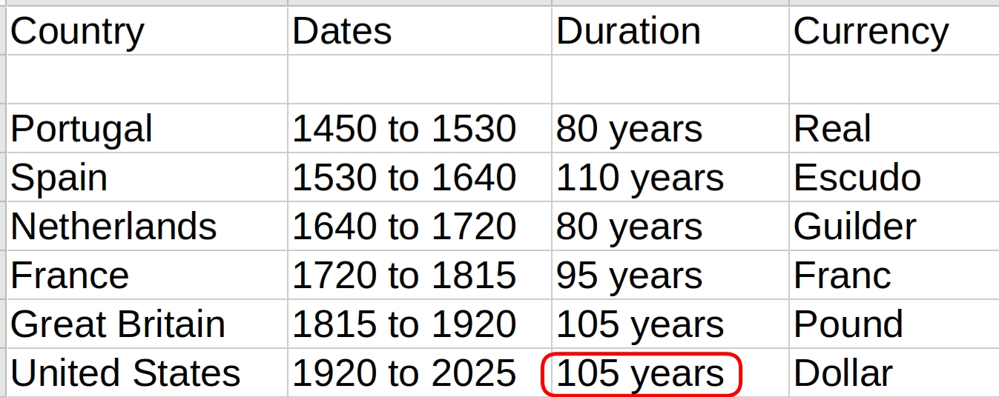 Country Dates Duration Currency
Portugal 1450 to 1530 80 years Real
Spain 1530 to 1640 110 years Escudo
Netherlands 1640 to 1720 80 years Guilder
France 1720 to 1815 95 years Franc
Great Britain 1815 to 1920 105 years Pound
United States 1920 to 2025 105 years Dollar